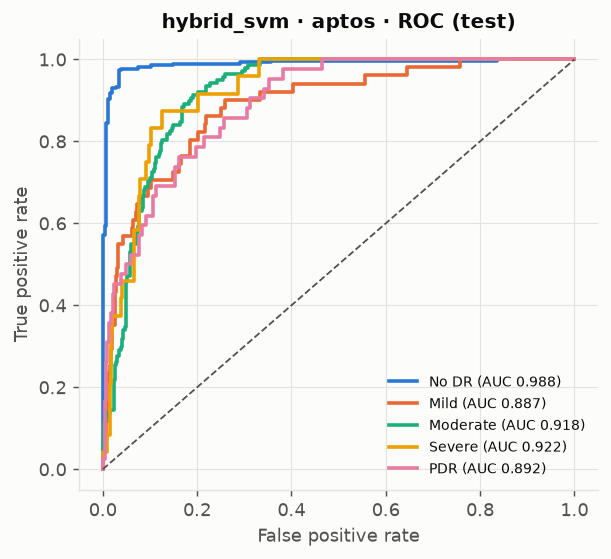 hybrid_svm · aptos · ROC (test)
True positive rate
1.0
0.8
0.6
0.4
0.2
0.0
No DR (AUC 0.988)
Mild (AUC 0.887)
Moderate (AUC 0.918)
Severe (AUC 0.922)
PDR (AUC 0.892)
0.0 0.2 0.4 0.6 0.8 1.0
False positive rate